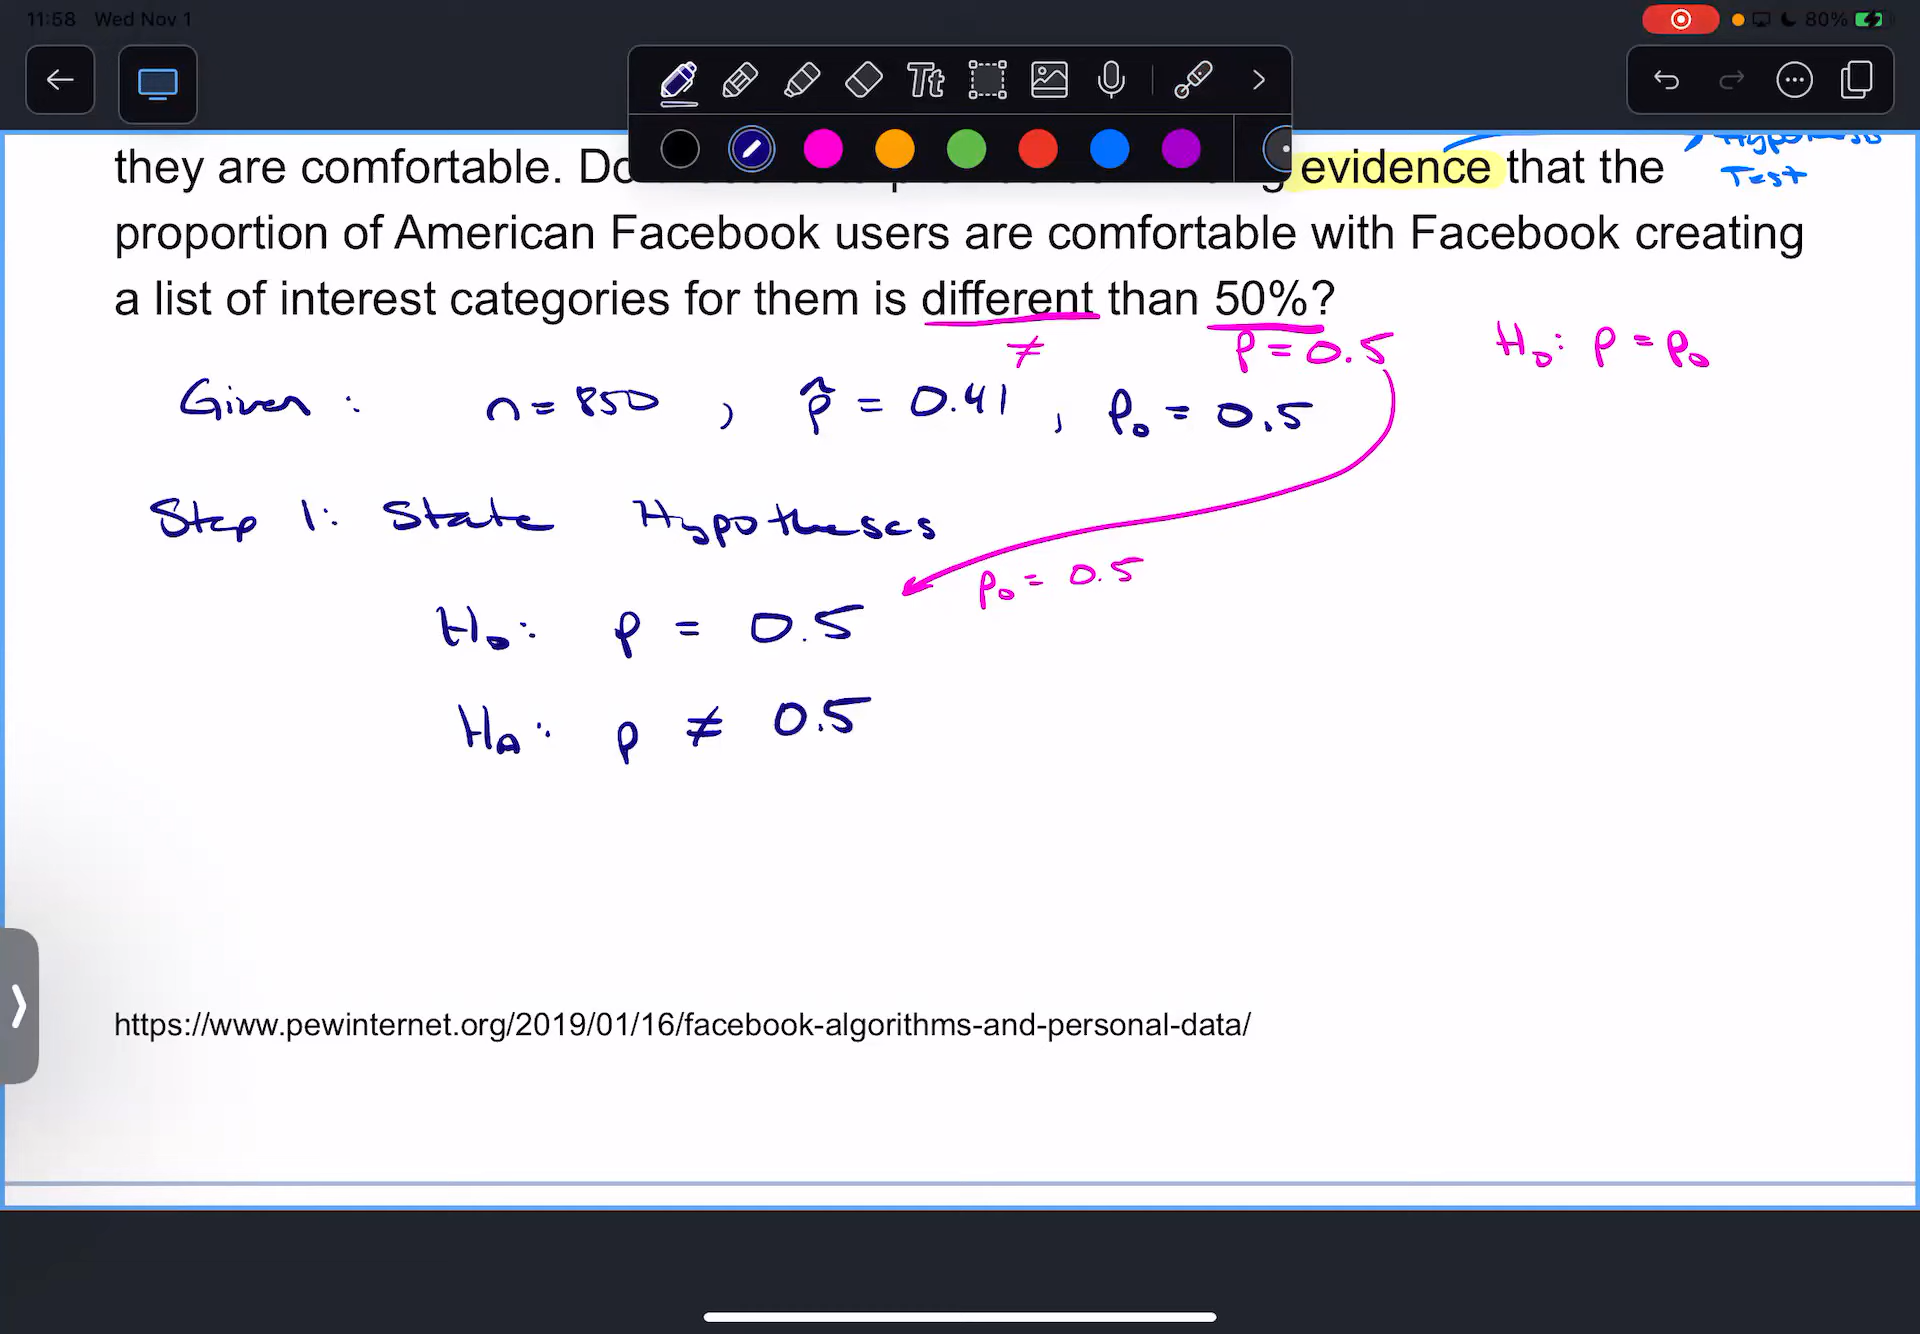 11:58 Wed Nov 1
80%
Tt
Hypothesis
they are comfortable. Do evidence that the
Test
proportion of American Facebook users are comfortable with Facebook creating
a list of interest categories for them is different than 50%?
≠ p = 0.5 H₀: p = p₀
Given : n = 850 , p̂ = 0.41 , p₀ = 0.5
Step 1: State Hypotheses
p₀ = 0.5
H₀: p = 0.5
Hₐ: p ≠ 0.5
https://www.pewinternet.org/2019/01/16/facebook-algorithms-and-personal-data/